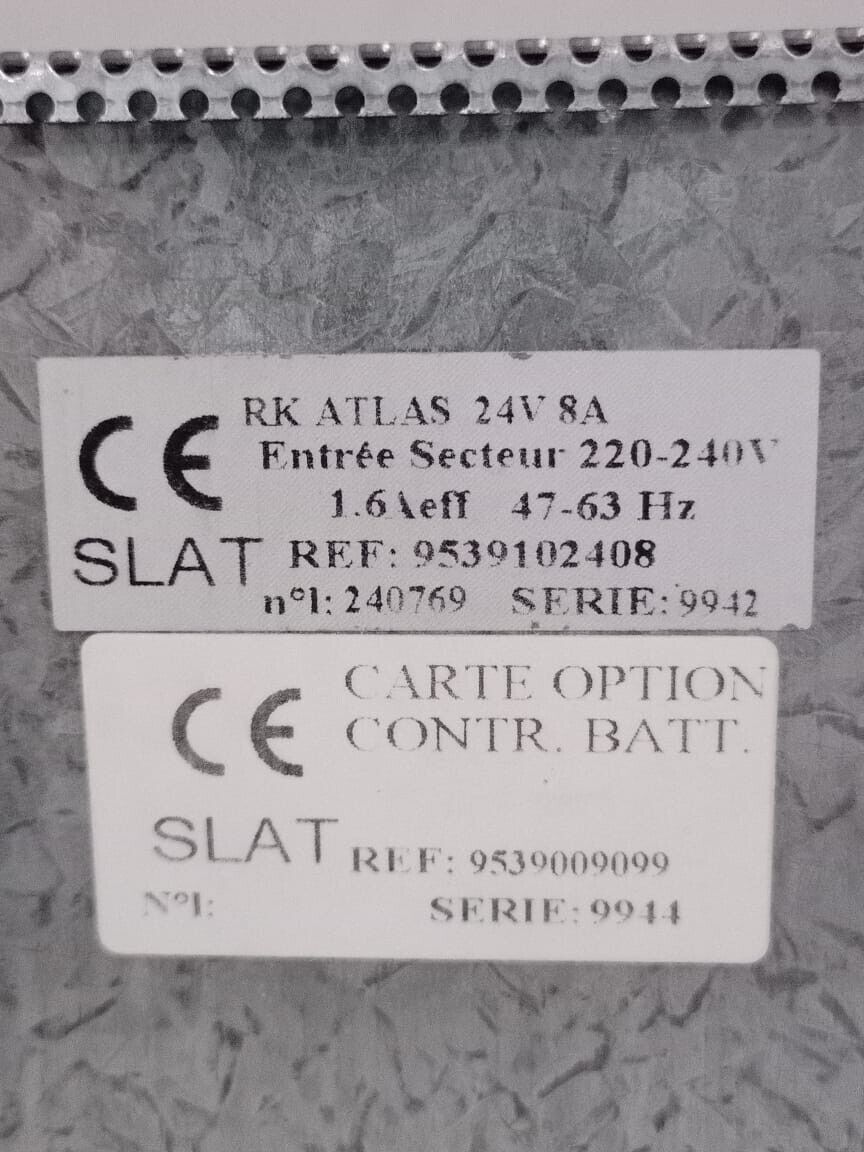 CE RK ATLAS 24V 8A
Entrée Secteur 220-240V
1.6Aeff 47-63 Hz
SLAT REF: 9539102408
n°l: 240769 SERIE: 9942
CE CARTE OPTION
CONTR. BATT.
SLAT REF: 9539009099
N°l: SERIE: 9944